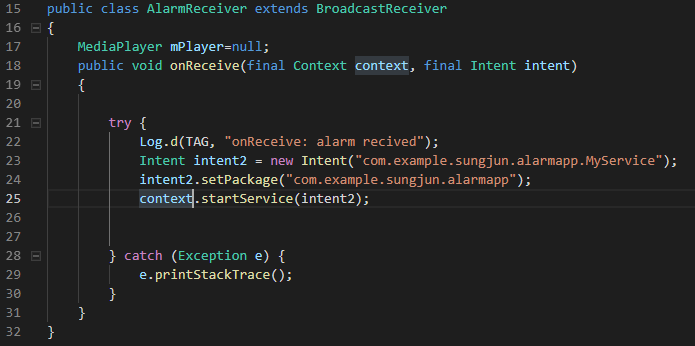 15 public class AlarmReceiver extends BroadcastReceiver
16 {
17     MediaPlayer mPlayer=null;
18     public void onReceive(final Context context, final Intent intent)
19     {
20
21         try {
22             Log.d(TAG, "onReceive: alarm recived");
23             Intent intent2 = new Intent("com.example.sungjun.alarmapp.MyService");
24             intent2.setPackage("com.example.sungjun.alarmapp");
25             context.startService(intent2);
26
27
28         } catch (Exception e) {
29             e.printStackTrace();
30         }
31     }
32 }